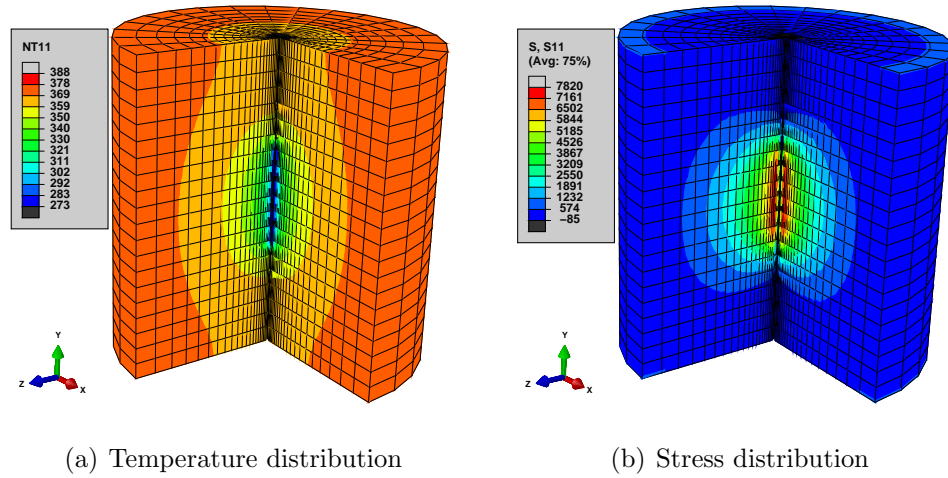 NT11
388
378
369
359
350
340
330
321
311
302
292
283
273
Y
Z
X
S, S11
(Avg: 75%)
7820
7161
6502
5844
5185
4526
3867
3209
2550
1891
1232
574
−85
Y
Z
X
(a) Temperature distribution
(b) Stress distribution